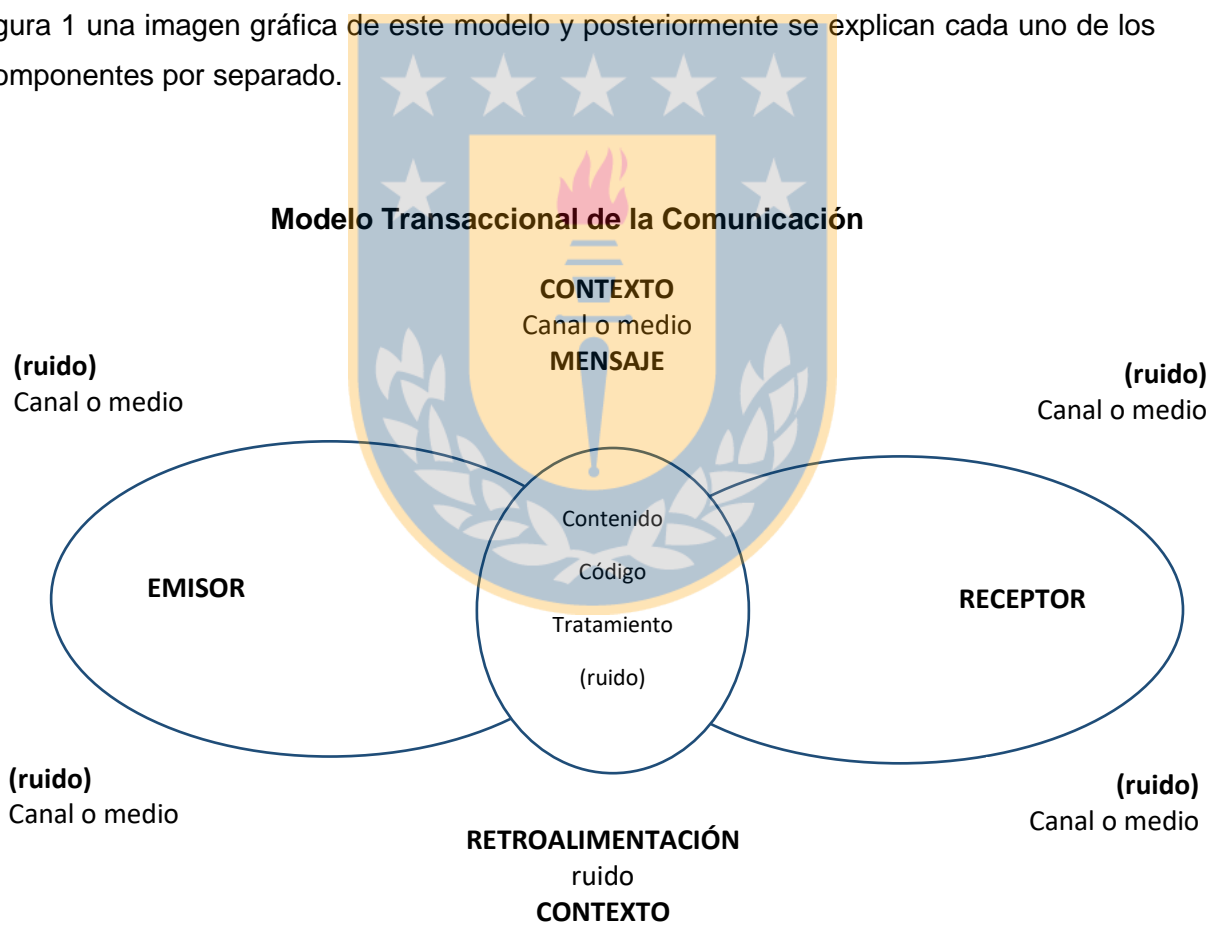 gura 1 una imagen gráfica de este modelo y posteriormente se explican cada uno de los
omponentes por separado.
Modelo Transaccional de la Comunicación
CONTEXTO
Canal o medio
MENSAJE
(ruido)
Canal o medio
(ruido)
Canal o medio
Contenido
Código
Tratamiento
(ruido)
EMISOR
RECEPTOR
(ruido)
Canal o medio
(ruido)
Canal o medio
RETROALIMENTACIÓN
ruido
CONTEXTO